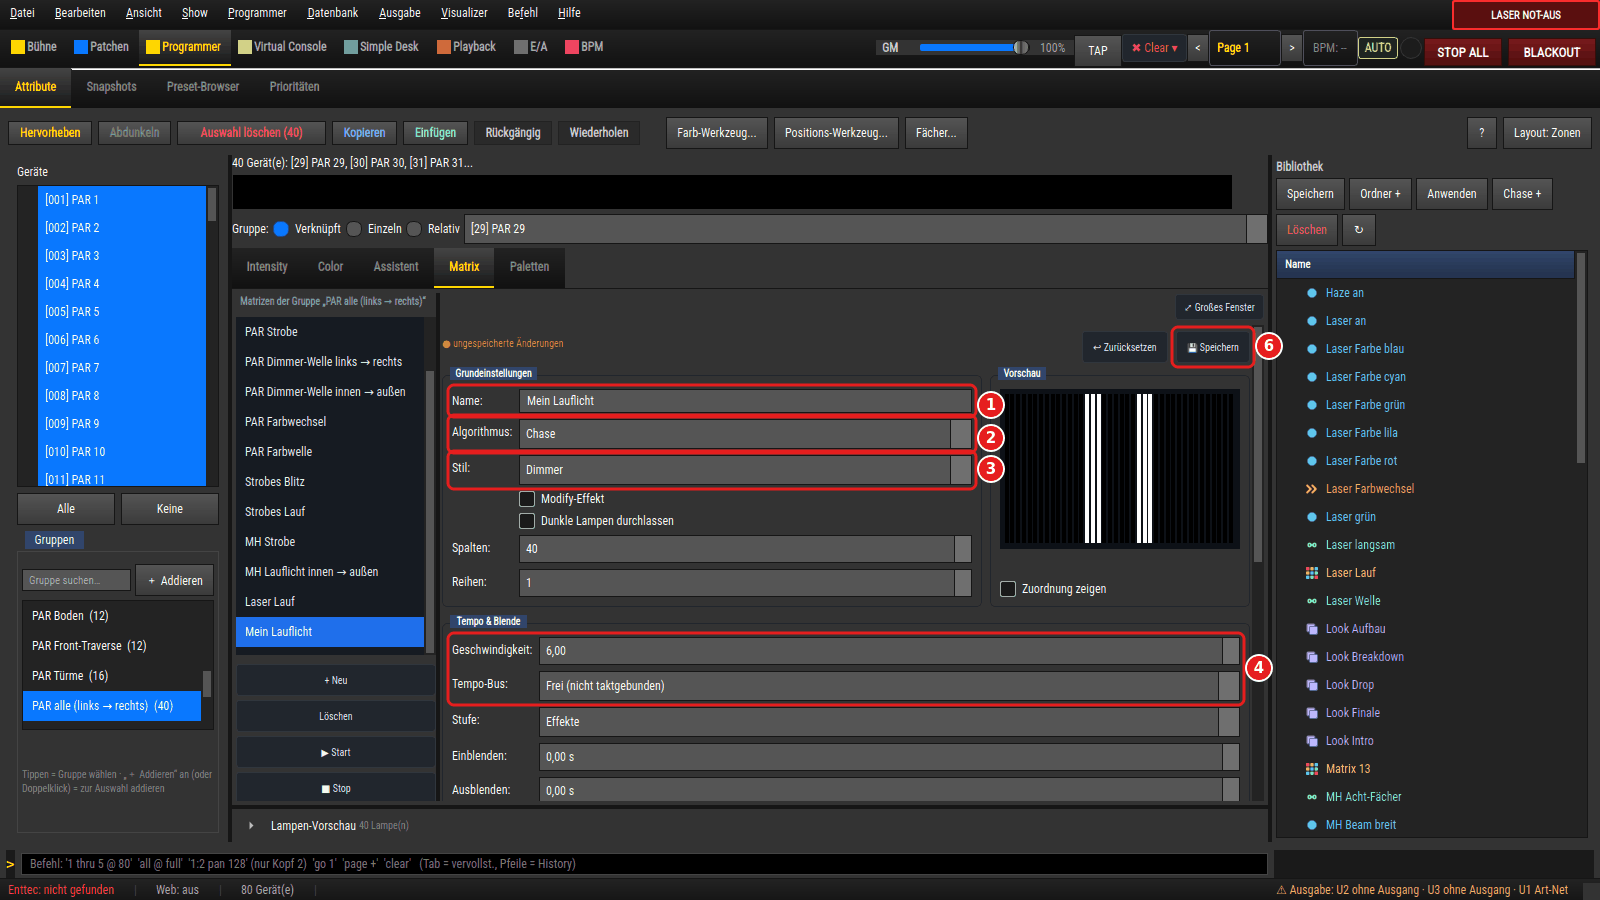 Datei Bearbeiten Ansicht Show Programmer Datenbank Ausgabe Visualizer Befehl Hilfe
LASER NOT-AUS
Bühne Patchen Programmer Virtual Console Simple Desk Playback E/A BPM
GM 100% TAP ✖ Clear ▾ < Page 1 > BPM: -- AUTO STOP ALL BLACKOUT
Attribute Snapshots Preset-Browser Prioritäten
Hervorheben Abdunkeln Auswahl löschen (40) Kopieren Einfügen Rückgängig Wiederholen Farb-Werkzeug... Positions-Werkzeug... Fächer... ? Layout: Zonen
Geräte
[001] PAR 1
[002] PAR 2
[003] PAR 3
[004] PAR 4
[005] PAR 5
[006] PAR 6
[007] PAR 7
[008] PAR 8
[009] PAR 9
[010] PAR 10
[011] PAR 11
Alle Keine
Gruppen
Gruppe suchen... + Addieren
PAR Boden (12)
PAR Front-Traverse (12)
PAR Türme (16)
PAR alle (links → rechts) (40)
Tippen = Gruppe wählen · „ + Addieren“ an (oder
Doppelklick) = zur Auswahl addieren
40 Gerät(e): [29] PAR 29, [30] PAR 30, [31] PAR 31...
Gruppe: Verknüpft Einzeln Relativ [29] PAR 29
Intensity Color Assistent Matrix Paletten
Matrizen der Gruppe „PAR alle (links → rechts)“
PAR Strobe
PAR Dimmer-Welle links → rechts
PAR Dimmer-Welle innen → außen
PAR Farbwechsel
PAR Farbwelle
Strobes Blitz
Strobes Lauf
MH Strobe
MH Lauflicht innen → außen
Laser Lauf
Mein Lauflicht
+ Neu
Löschen
▶ Start
■ Stop
⤢ Großes Fenster
ungespeicherte Änderungen
↩ Zurücksetzen 💾 Speichern 6
Grundeinstellungen
Name: Mein Lauflicht 1
Algorithmus: Chase 2
Stil: Dimmer 3
Modify-Effekt
Dunkle Lampen durchlassen
Spalten: 40
Reihen: 1
Vorschau
Zuordnung zeigen
Tempo & Blende
Geschwindigkeit: 6,00
Tempo-Bus: Frei (nicht taktgebunden)
4
Stufe: Effekte
Einblenden: 0,00 s
Ausblenden: 0,00 s
Lampen-Vorschau 40 Lampe(n)
Bibliothek
Speichern Ordner + Anwenden Chase +
Löschen ↻
Name
Haze an
Laser an
Laser Farbe blau
Laser Farbe cyan
Laser Farbe grün
Laser Farbe lila
Laser Farbe rot
Laser Farbwechsel
Laser grün
Laser langsam
Laser Lauf
Laser Welle
Look Aufbau
Look Breakdown
Look Drop
Look Finale
Look Intro
Matrix 13
MH Acht-Fächer
MH Beam breit
> Befehl: '1 thru 5 @ 80' 'all @ full' '1:2 pan 128' (nur Kopf 2) 'go 1' 'page +' 'clear' (Tab = vervollst., Pfeile = History)
Enttec: nicht gefunden Web: aus 80 Gerät(e) ⚠ Ausgabe: U2 ohne Ausgang · U3 ohne Ausgang · U1 Art-Net